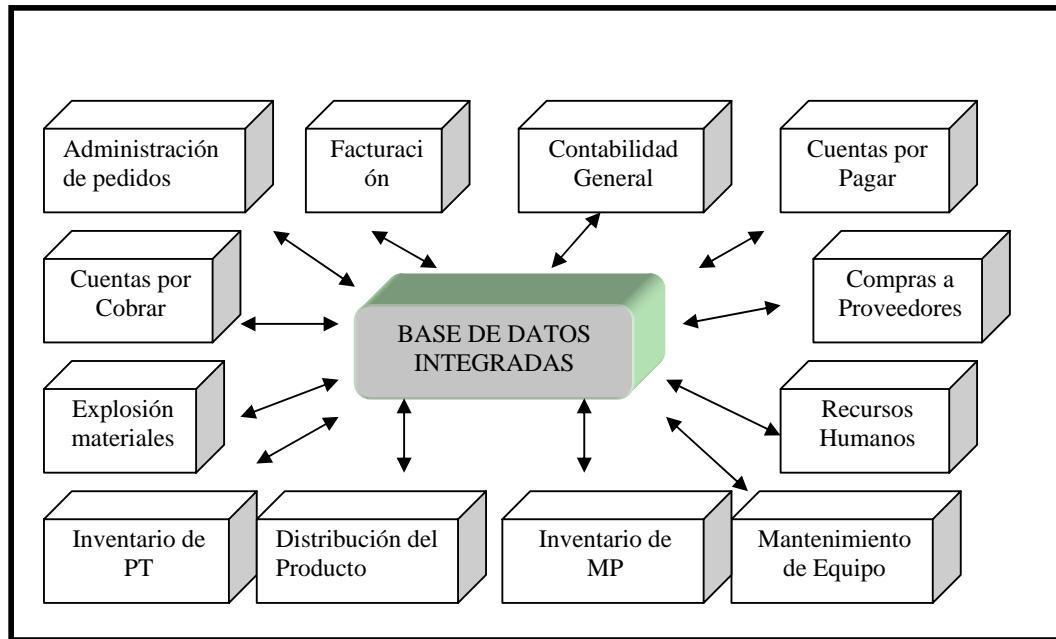 Administración
de pedidos
Facturaci
ón
Contabilidad
General
Cuentas por
Pagar
Cuentas por
Cobrar
BASE DE DATOS
INTEGRADAS
Compras a
Proveedores
Explosión
materiales
Recursos
Humanos
Inventario de
PT
Distribución del
Producto
Inventario de
MP
Mantenimiento
de Equipo